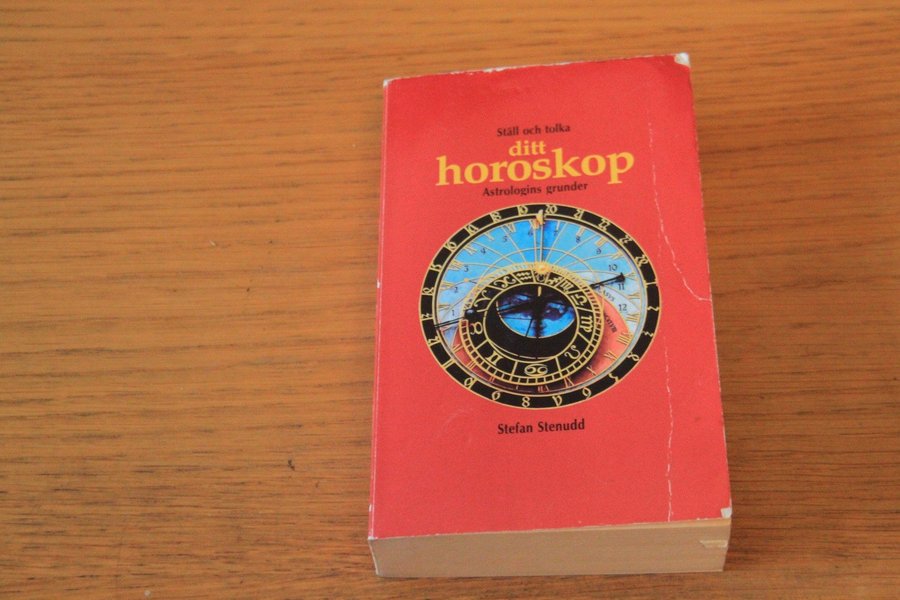 Ställ och tolka
ditt
horoskop
Astrologins grunder
Stefan Stenudd